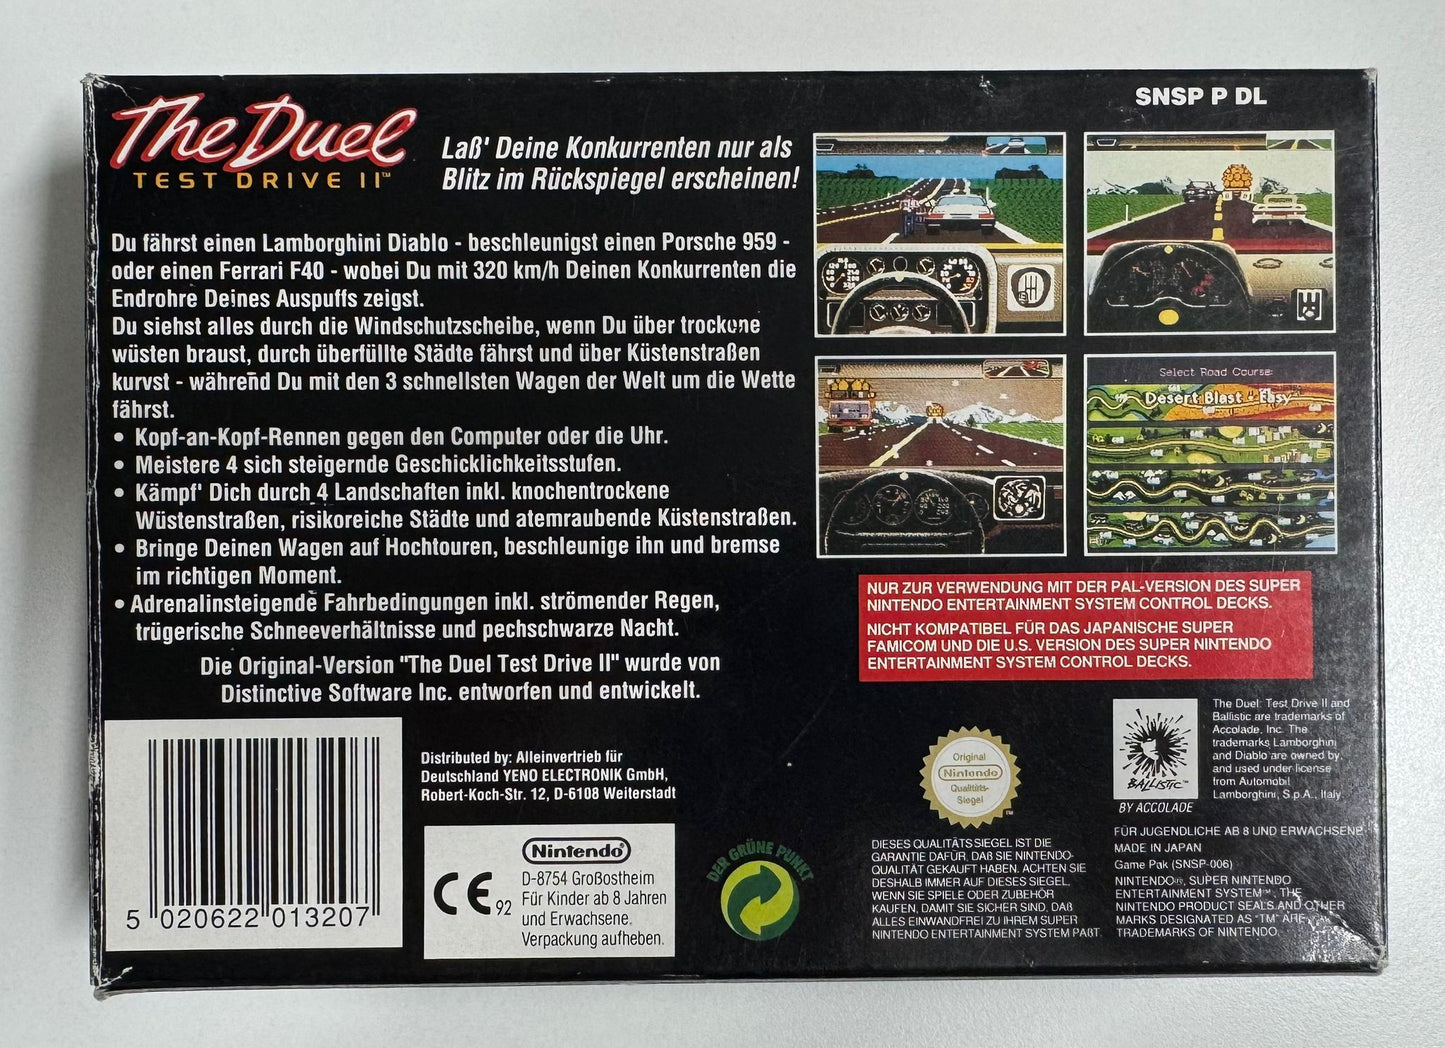 The Duel
TEST DRIVE II™
Laß' Deine Konkurrenten nur als
Blitz im Rückspiegel erscheinen!
SNSP P DL
Du fährst einen Lamborghini Diablo - beschleunigst einen Porsche 959 -
oder einen Ferrari F40 - wobei Du mit 320 km/h Deinen Konkurrenten die
Endrohre Deines Auspuffs zeigst.
Du siehst alles durch die Windschutzscheibe, wenn Du über trockene
wüsten braust, durch überfüllte Städte fährst und über Küstenstraßen
kurvst - während Du mit den 3 schnellsten Wagen der Welt um die Wette
fährst.
• Kopf-an-Kopf-Rennen gegen den Computer oder die Uhr.
• Meistere 4 sich steigernde Geschicklichkeitsstufen.
• Kämpf' Dich durch 4 Landschaften inkl. knochentrockene
Wüstenstraßen, risikoreiche Städte und atemraubende Küstenstraßen.
• Bringe Deinen Wagen auf Hochtouren, beschleunige ihn und bremse
im richtigen Moment.
• Adrenalinsteigende Fahrbedingungen inkl. strömender Regen,
trügerische Schneeverhältnisse und pechschwarze Nacht.
Die Original-Version "The Duel Test Drive II" wurde von
Distinctive Software Inc. entworfen und entwickelt.
Select Road Course:
Desert Blast - Easy
NUR ZUR VERWENDUNG MIT DER PAL-VERSION DES SUPER
NINTENDO ENTERTAINMENT SYSTEM CONTROL DECKS.
NICHT KOMPATIBEL FÜR DAS JAPANISCHE SUPER
FAMICOM UND DIE U.S. VERSION DES SUPER NINTENDO
ENTERTAINMENT SYSTEM CONTROL DECKS.
5 020622 013207
Distributed by: Alleinvertrieb für
Deutschland YENO ELECTRONIK GmbH,
Robert-Koch-Str. 12, D-6108 Weiterstadt
CE 92
Nintendo®
D-8754 Großostheim
Für Kinder ab 8 Jahren
und Erwachsene.
Verpackung aufheben.
DER GRÜNE PUNKT
Original
Nintendo
Qualitäts-
Siegel
™
DIESES QUALITÄTSSIEGEL IST DIE
GARANTIE DAFÜR, DAß SIE NINTENDO-
QUALITÄT GEKAUFT HABEN. ACHTEN SIE
DESHALB IMMER AUF DIESES SIEGEL,
WENN SIE SPIELE ODER ZUBEHÖR
KAUFEN, DAMIT SIE SICHER SIND, DAß
ALLES EINWANDFREI ZU IHREM SUPER
NINTENDO ENTERTAINMENT SYSTEM PAßT.
BALLISTIC™
BY ACCOLADE
The Duel: Test Drive II and
Ballistic are trademarks of
Accolade, Inc. The
trademarks Lamborghini
and Diablo are owned by
and used under license
from Automobil
Lamborghini, S.p.A., Italy.
FÜR JUGENDLICHE AB 8 UND ERWACHSENE
MADE IN JAPAN
Game Pak (SNSP-006)
NINTENDO®, SUPER NINTENDO
ENTERTAINMENT SYSTEM™, THE
NINTENDO PRODUCT SEALS AND OTHER
MARKS DESIGNATED AS "TM" ARE
TRADEMARKS OF NINTENDO.